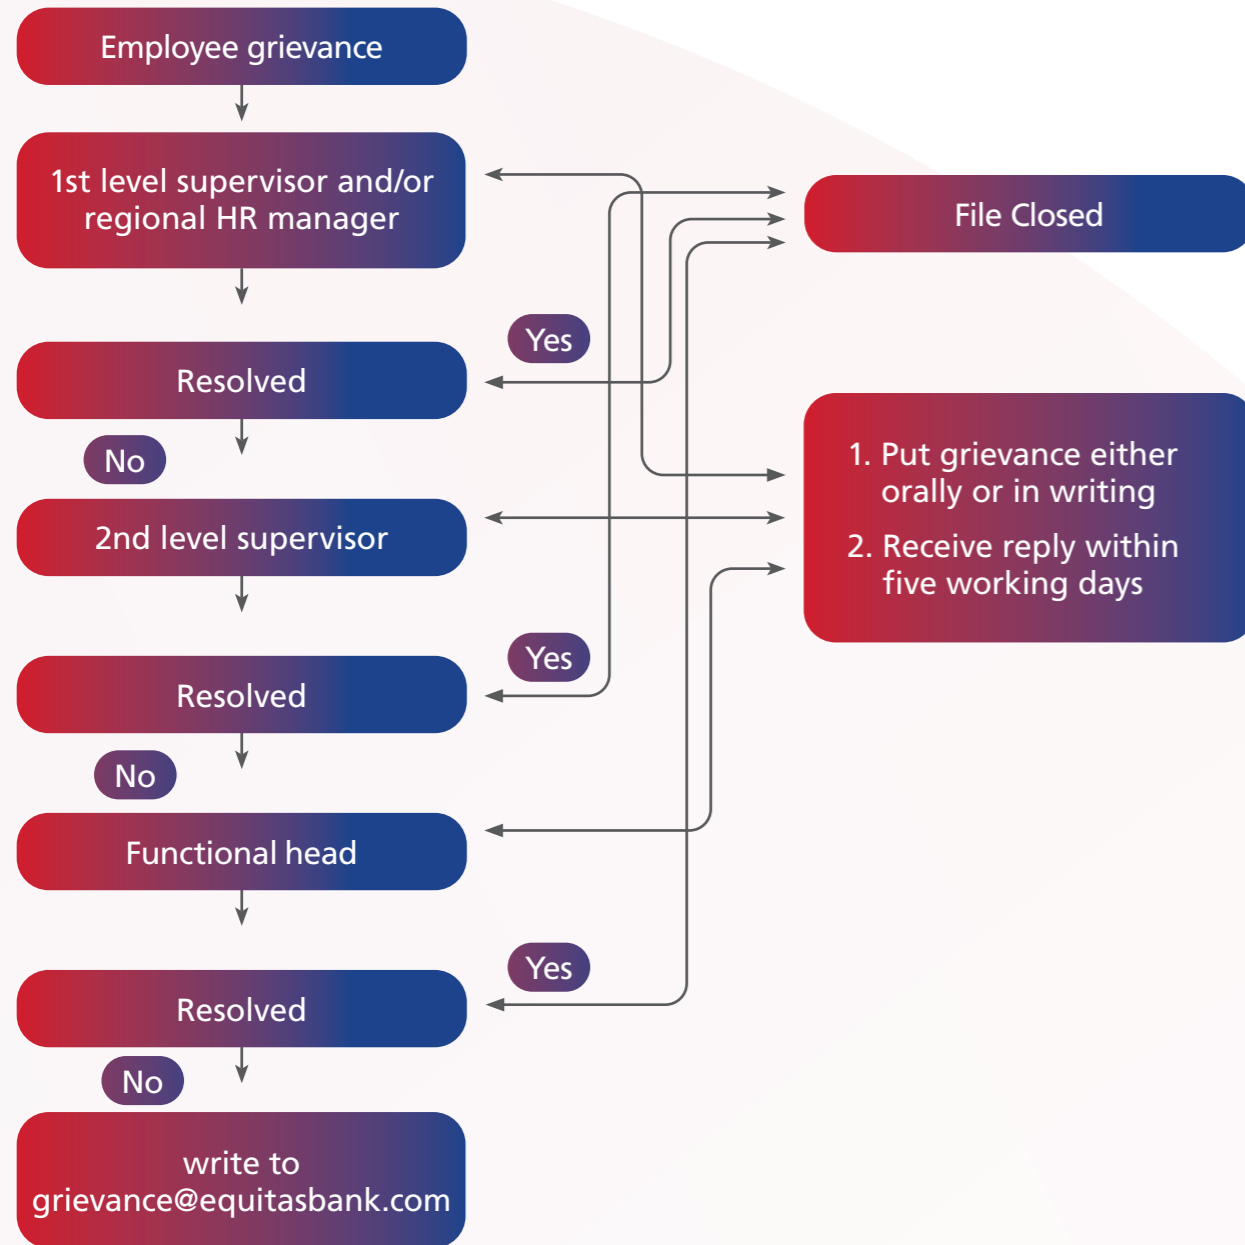 Employee grievance
1st level supervisor and/or
regional HR manager
File Closed
Yes
Resolved
No
1. Put grievance either
orally or in writing
2. Receive reply within
five working days
2nd level supervisor
Yes
Resolved
No
Functional head
Yes
Resolved
No
write to
grievance@equitasbank.com